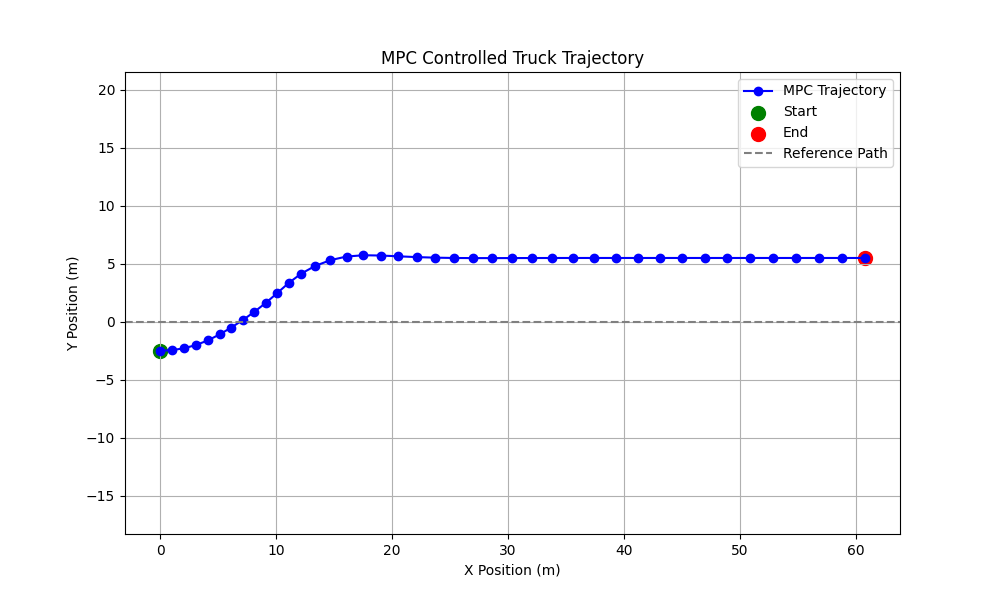 MPC Controlled Truck Trajectory
MPC Trajectory
Start
End
Reference Path
Y Position (m)
20
15
10
5
0
−5
−10
−15
0 10 20 30 40 50 60
X Position (m)